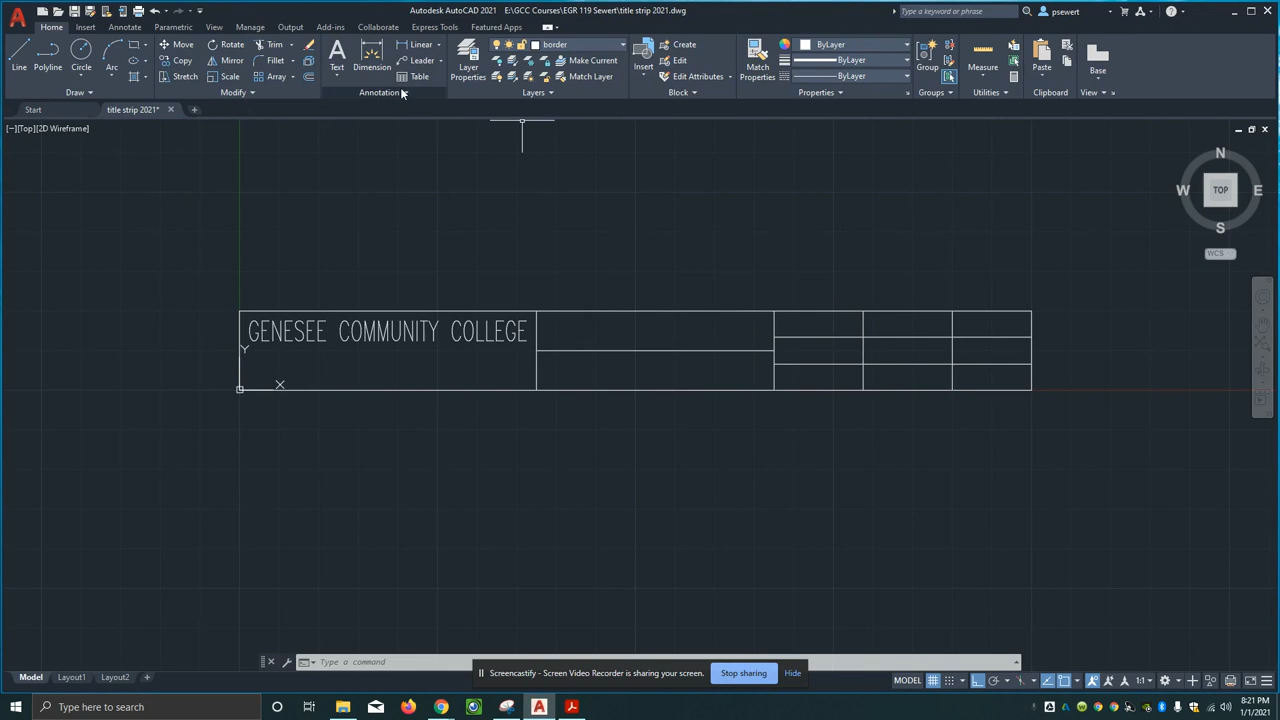 Autodesk AutoCAD 2021 E:\GCC Courses\EGR 119 Sewert\title strip 2021.dwg
Type a keyword or phrase
psewert
Home Insert Annotate Parametric View Manage Output Add-ins Collaborate Express Tools Featured Apps
Line Polyline Circle Arc
Move Rotate Trim
Copy Mirror Fillet
Stretch Scale Array
Text Dimension
Linear
Leader
Table
Layer Properties
border
Make Current
Match Layer
Insert
Create
Edit
Edit Attributes
Match Properties
ByLayer
ByLayer
ByLayer
Group
Measure
Paste
Base
Draw Modify Annotation Layers Block Properties Groups Utilities Clipboard View
Start title strip 2021*
[−][Top][2D Wireframe]
N
W TOP E
S
WCS
GENESEE COMMUNITY COLLEGE
Y
X
Type a command
Screencastify - Screen Video Recorder is sharing your screen. Stop sharing Hide
Model Layout1 Layout2
MODEL
1:1
Type here to search
8:21 PM
1/1/2021